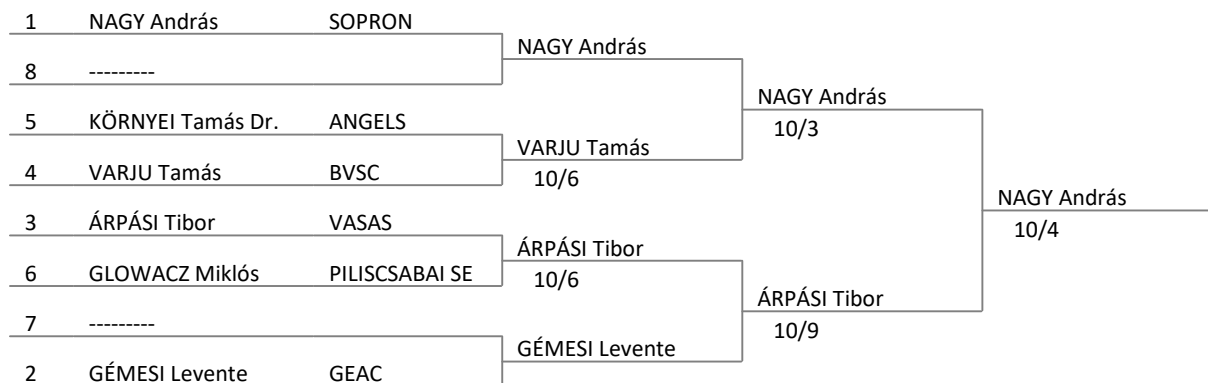 1 NAGY András SOPRON
NAGY András
8 ---------
NAGY András
5 KÖRNYEI Tamás Dr. ANGELS
10/3
VARJU Tamás
4 VARJU Tamás BVSC
10/6
NAGY András
3 ÁRPÁSI Tibor VASAS
10/4
ÁRPÁSI Tibor
6 GLOWACZ Miklós PILISCSABAI SE
10/6
ÁRPÁSI Tibor
7 ---------
10/9
GÉMESI Levente
2 GÉMESI Levente GEAC